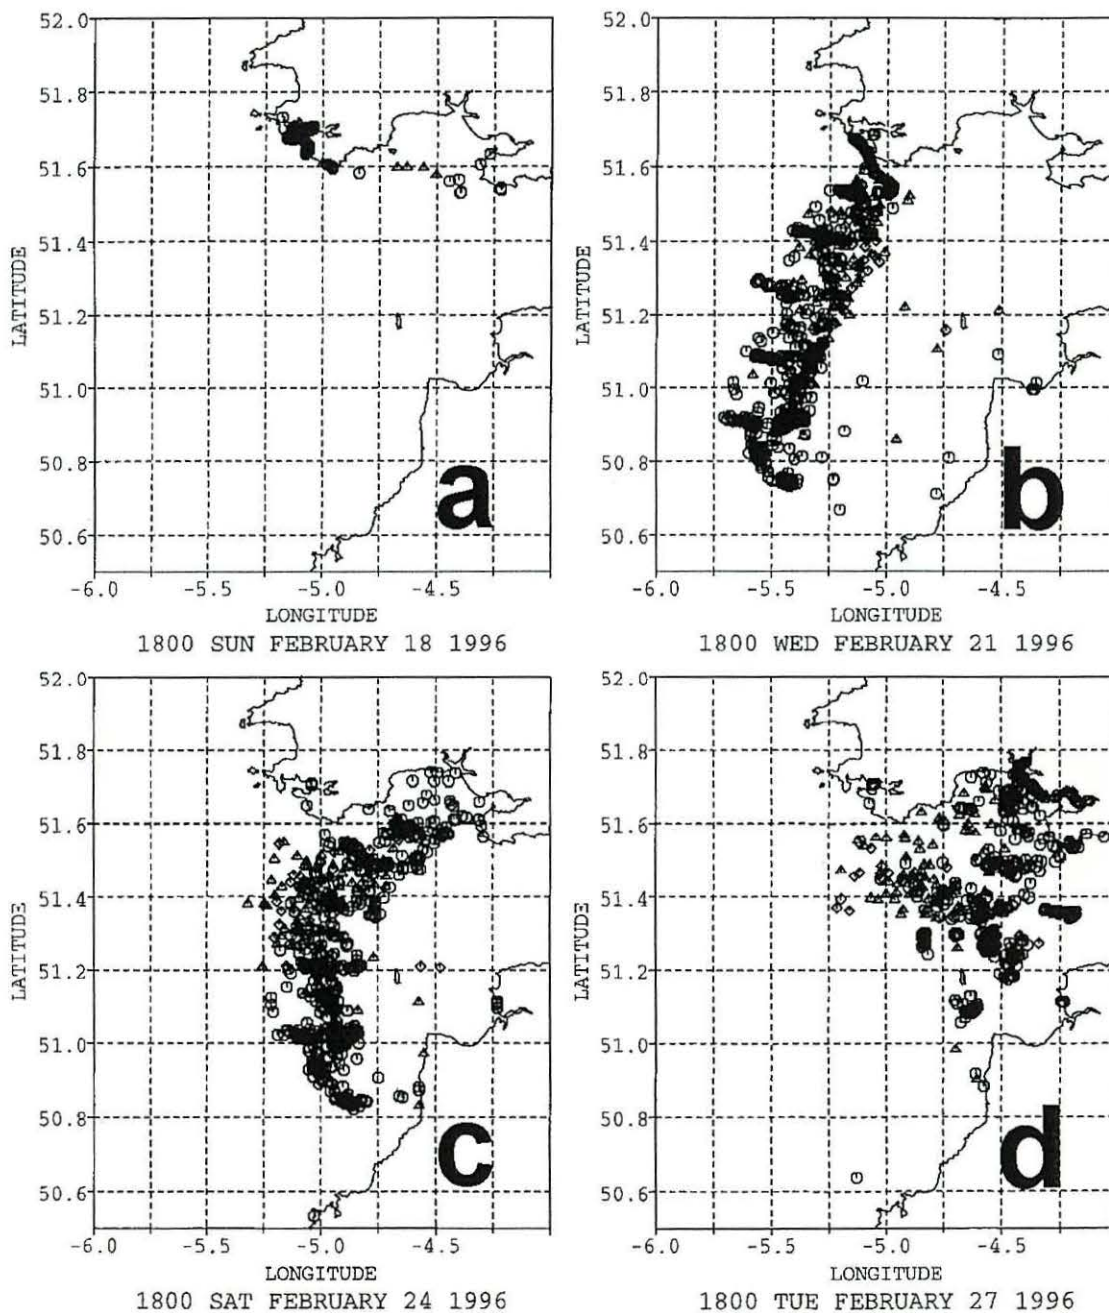 52.0
51.8
51.6
51.4
51.2
51.0
50.8
50.6
LATITUDE
-6.0 -5.5 -5.0 -4.5
LONGITUDE
a
1800 SUN FEBRUARY 18 1996
52.0
51.8
51.6
51.4
51.2
51.0
50.8
50.6
LATITUDE
-6.0 -5.5 -5.0 -4.5
LONGITUDE
b
1800 WED FEBRUARY 21 1996
52.0
51.8
51.6
51.4
51.2
51.0
50.8
50.6
LATITUDE
-6.0 -5.5 -5.0 -4.5
LONGITUDE
c
1800 SAT FEBRUARY 24 1996
52.0
51.8
51.6
51.4
51.2
51.0
50.8
50.6
LATITUDE
-6.0 -5.5 -5.0 -4.5
LONGITUDE
d
1800 TUE FEBRUARY 27 1996